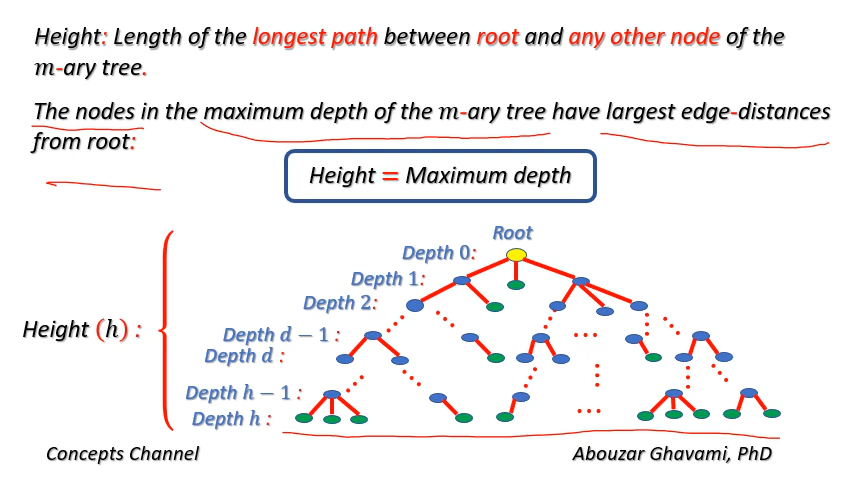 Height: Length of the longest path between root and any other node of the
m-ary tree.
The nodes in the maximum depth of the m-ary tree have largest edge-distances
from root:
Height = Maximum depth
Root
Depth 0:
Depth 1:
Depth 2:
Height (h) :
Depth d − 1 :
Depth d :
Depth h − 1 :
Depth h :
Concepts Channel
Abouzar Ghavami, PhD